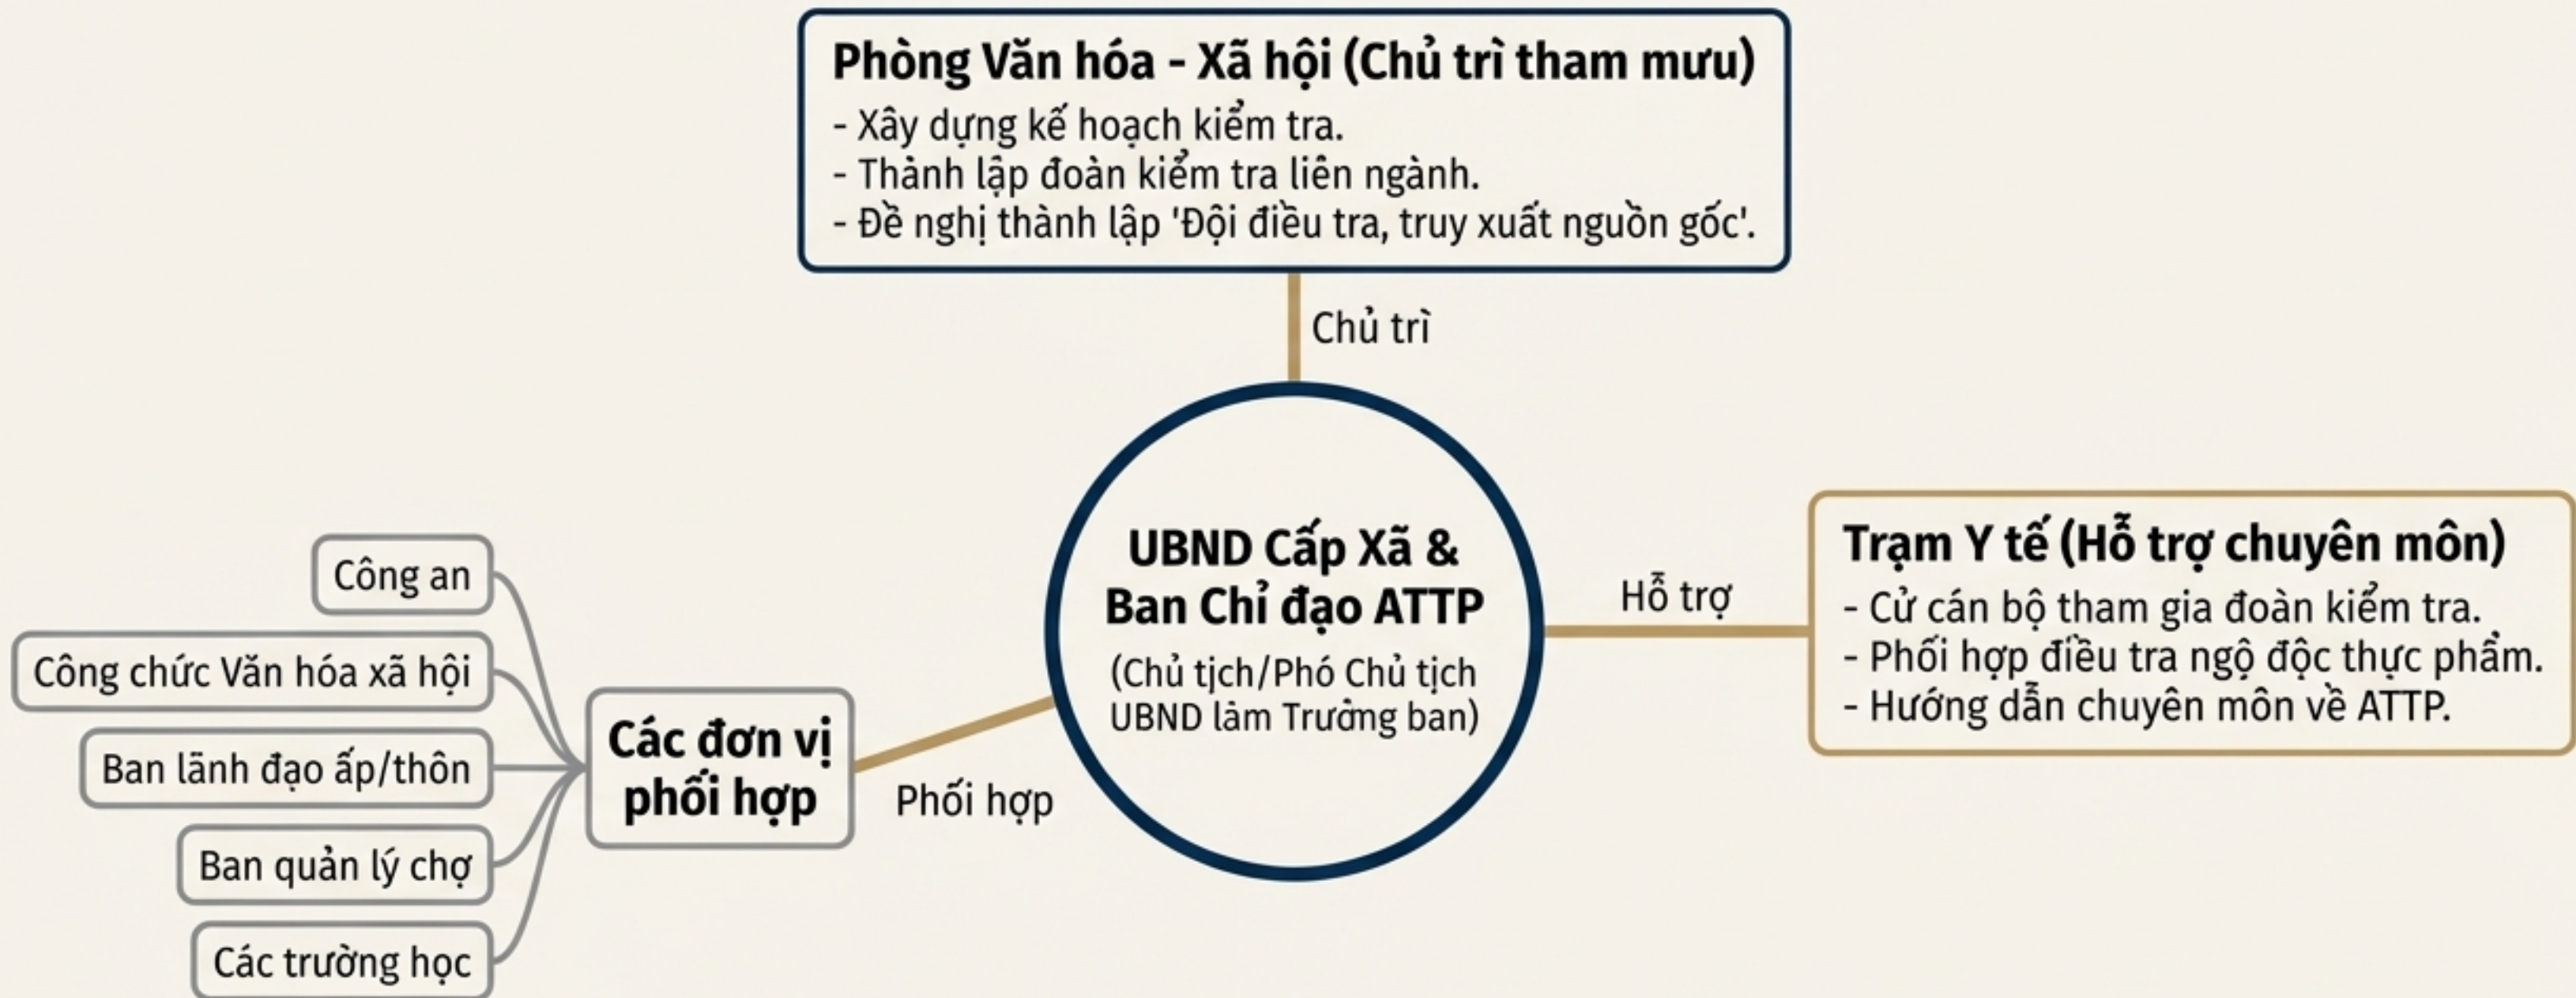 Phòng Văn hóa - Xã hội (Chủ trì tham mưu)
- Xây dựng kế hoạch kiểm tra.
- Thành lập đoàn kiểm tra liên ngành.
- Đề nghị thành lập 'Đội điều tra, truy xuất nguồn gốc'.
Chủ trì
UBND Cấp Xã &
Ban Chỉ đạo ATTP
(Chủ tịch/Phó Chủ tịch
UBND làm Trưởng ban)
Hỗ trợ
Trạm Y tế (Hỗ trợ chuyên môn)
- Cử cán bộ tham gia đoàn kiểm tra.
- Phối hợp điều tra ngộ độc thực phẩm.
- Hướng dẫn chuyên môn về ATTP.
Phối hợp
Các đơn vị
phối hợp
Công an
Công chức Văn hóa xã hội
Ban lãnh đạo ấp/thôn
Ban quản lý chợ
Các trường học